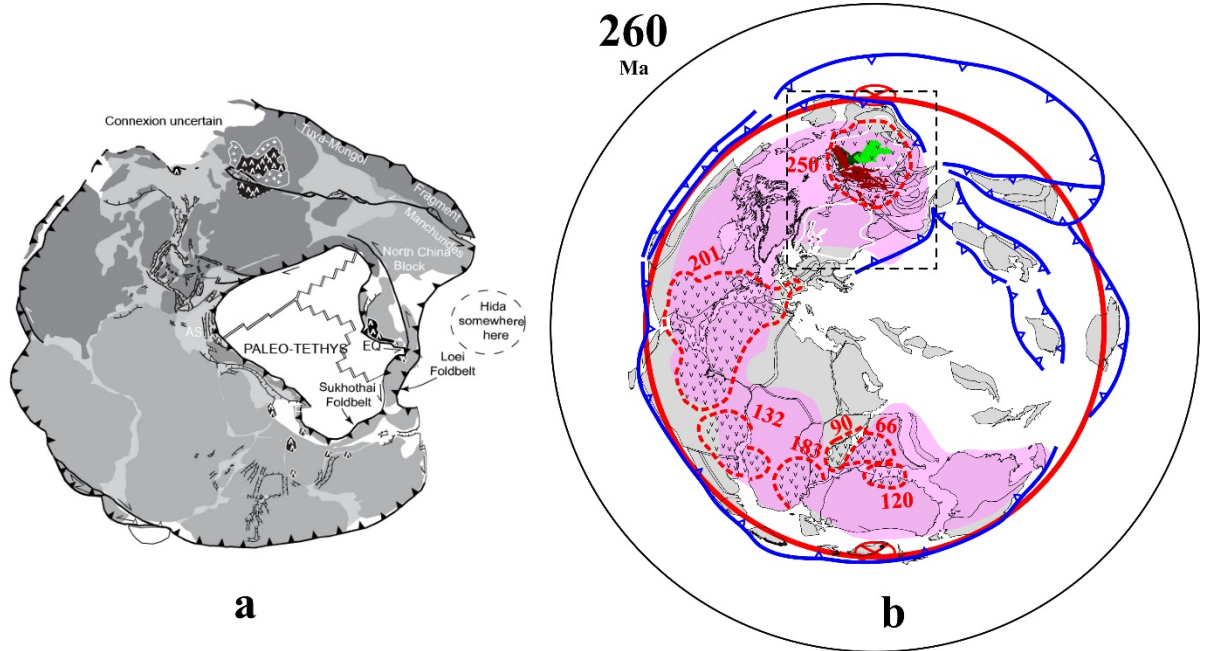 Connexion uncertain
Tuva-Mongol
Fragment
Manchurides
North China
Block
Hida
somewhere
here
AS
PALEO-TETHYS
EQ
Loei
Foldbelt
Sukhothai
Foldbelt
a
260
Ma
250
201
132
90
66
183
120
b